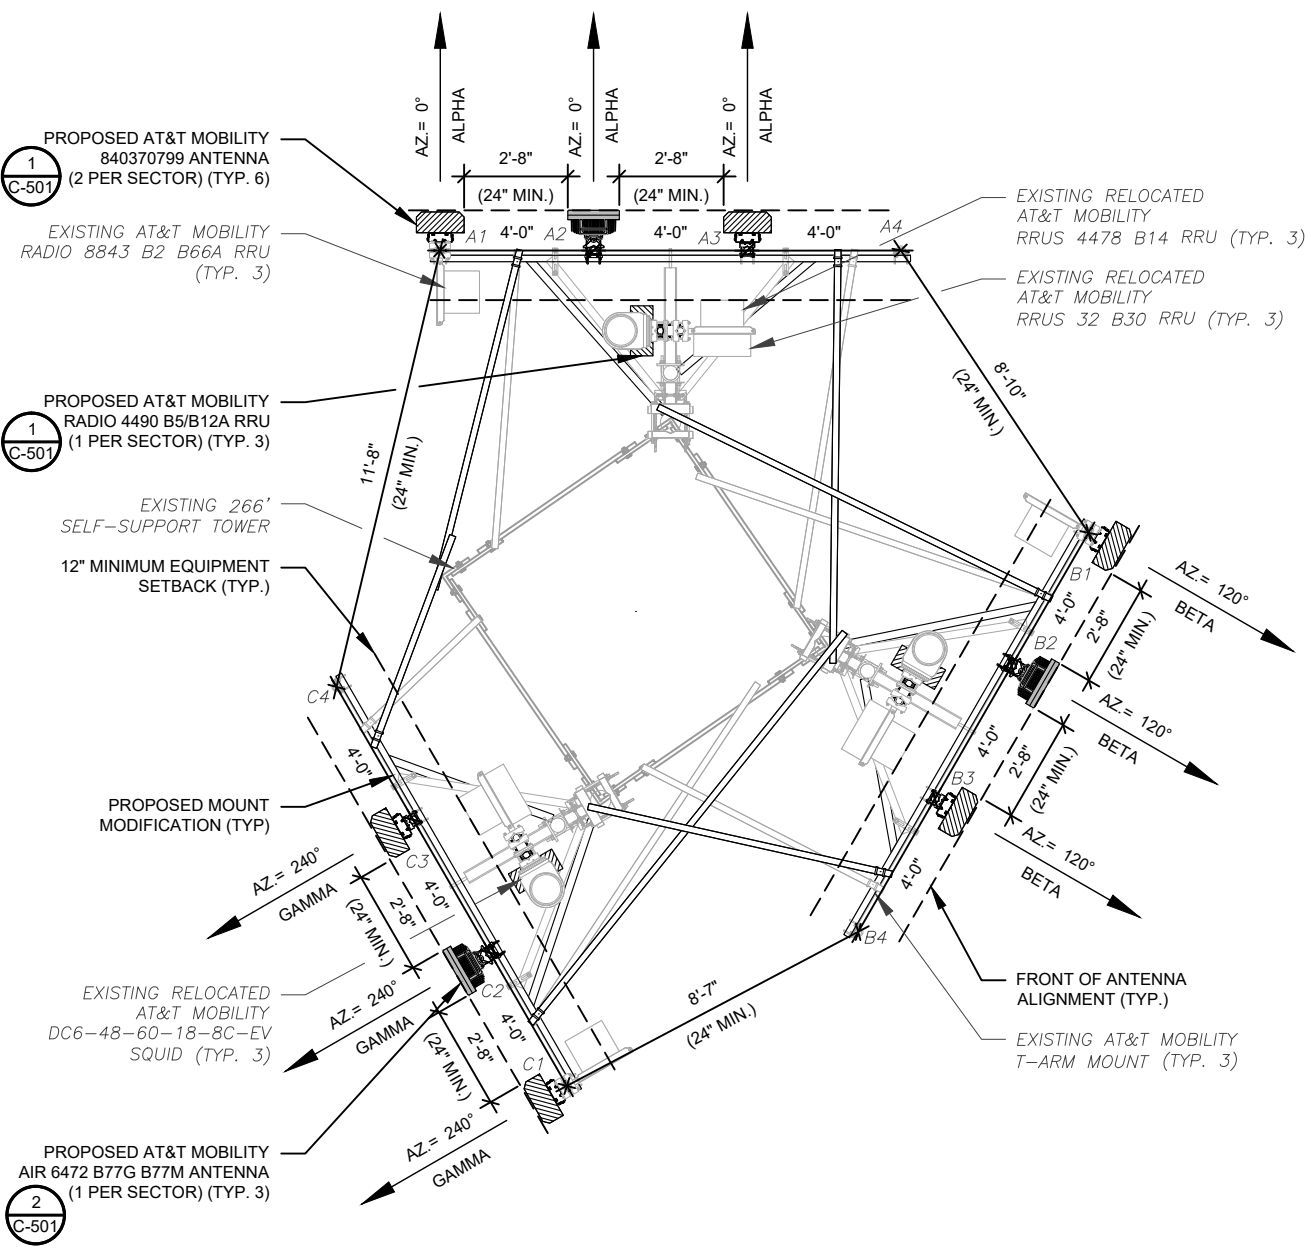 AZ.= 0°
ALPHA
AZ.= 0°
ALPHA
AZ.= 0°
ALPHA
PROPOSED AT&T MOBILITY
840370799 ANTENNA
(2 PER SECTOR) (TYP. 6)
1
C-501
2'-8"
(24" MIN.)
2'-8"
(24" MIN.)
EXISTING AT&T MOBILITY
RADIO 8843 B2 B66A RRU
(TYP. 3)
A1
4'-0"
A2
4'-0"
A3
4'-0"
A4
EXISTING RELOCATED
AT&T MOBILITY
RRUS 4478 B14 RRU (TYP. 3)
EXISTING RELOCATED
AT&T MOBILITY
RRUS 32 B30 RRU (TYP. 3)
8'-10"
(24" MIN.)
PROPOSED AT&T MOBILITY
RADIO 4490 B5/B12A RRU
(1 PER SECTOR) (TYP. 3)
1
C-501
11'-8"
(24" MIN.)
EXISTING 266'
SELF-SUPPORT TOWER
12" MINIMUM EQUIPMENT
SETBACK (TYP.)
B1
4'-0"
2'-8"
(24" MIN.)
AZ.= 120°
BETA
B2
4'-0"
2'-8"
(24" MIN.)
AZ.= 120°
BETA
B3
4'-0"
AZ.= 120°
BETA
B4
C4
4'-0"
PROPOSED MOUNT
MODIFICATION (TYP)
C3
4'-0"
AZ.= 240°
GAMMA
2'-8"
(24" MIN.)
C2
4'-0"
AZ.= 240°
GAMMA
2'-8"
(24" MIN.)
C1
AZ.= 240°
GAMMA
8'-7"
(24" MIN.)
FRONT OF ANTENNA
ALIGNMENT (TYP.)
EXISTING AT&T MOBILITY
T-ARM MOUNT (TYP. 3)
EXISTING RELOCATED
AT&T MOBILITY
DC6-48-60-18-8C-EV
SQUID (TYP. 3)
PROPOSED AT&T MOBILITY
AIR 6472 B77G B77M ANTENNA
(1 PER SECTOR) (TYP. 3)
2
C-501